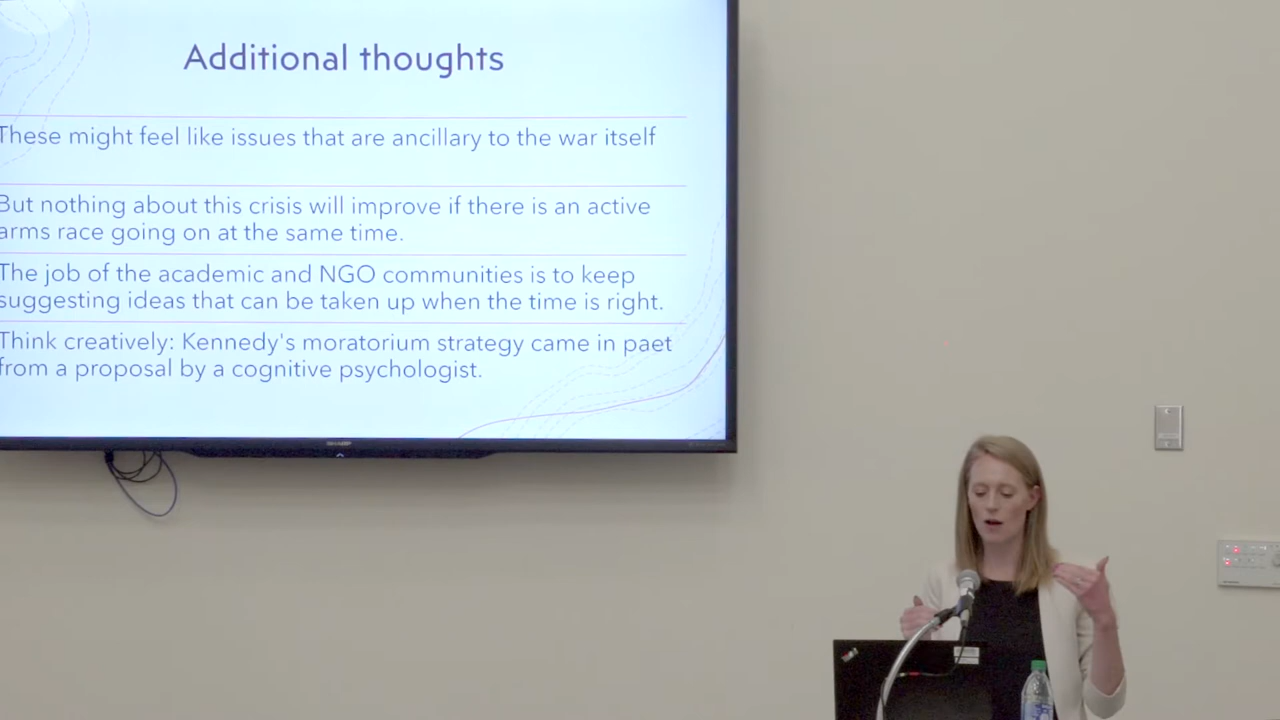 Additional thoughts
These might feel like issues that are ancillary to the war itself
But nothing about this crisis will improve if there is an active
arms race going on at the same time.
The job of the academic and NGO communities is to keep
suggesting ideas that can be taken up when the time is right.
Think creatively: Kennedy's moratorium strategy came in paet
from a proposal by a cognitive psychologist.
SHARP